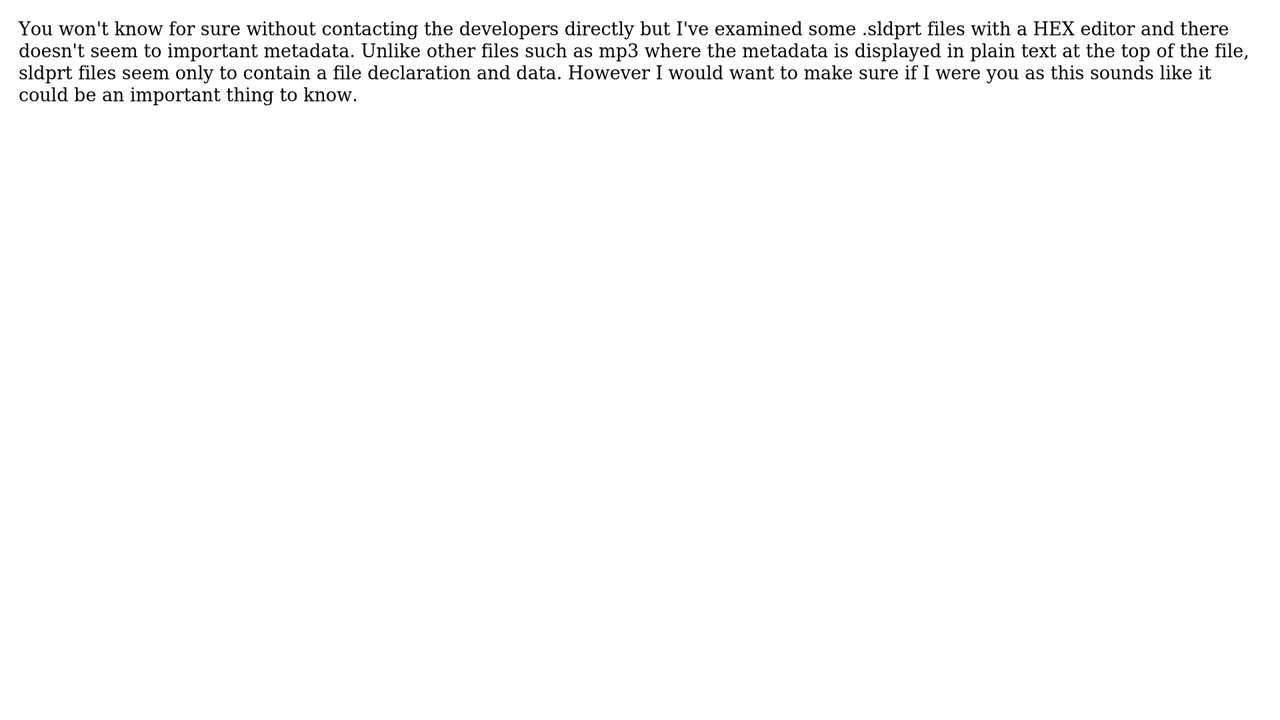 You won't know for sure without contacting the developers directly but I've examined some .sldprt files with a HEX editor and there
doesn't seem to important metadata. Unlike other files such as mp3 where the metadata is displayed in plain text at the top of the file,
sldprt files seem only to contain a file declaration and data. However I would want to make sure if I were you as this sounds like it
could be an important thing to know.